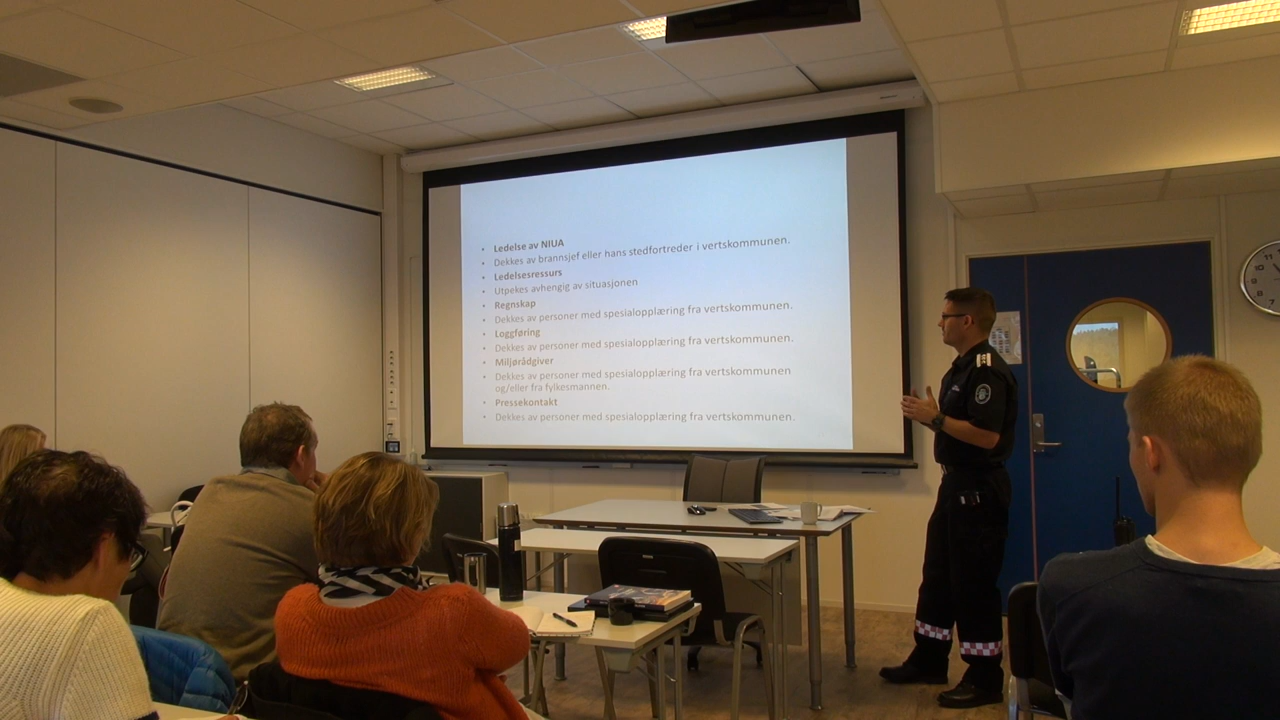 • Ledelse av NIUA
• Dekkes av brannsjef eller hans stedfortreder i vertskommunen.
• Ledelsesressurs
• Utpekes avhengig av situasjonen
• Regnskap
• Dekkes av personer med spesialopplæring fra vertskommunen.
• Loggføring
• Dekkes av personer med spesialopplæring fra vertskommunen.
• Miljørådgiver
• Dekkes av personer med spesialopplæring fra vertskommunen
og/eller fra fylkesmannen.
• Pressekontakt
• Dekkes av personer med spesialopplæring fra vertskommunen.
11